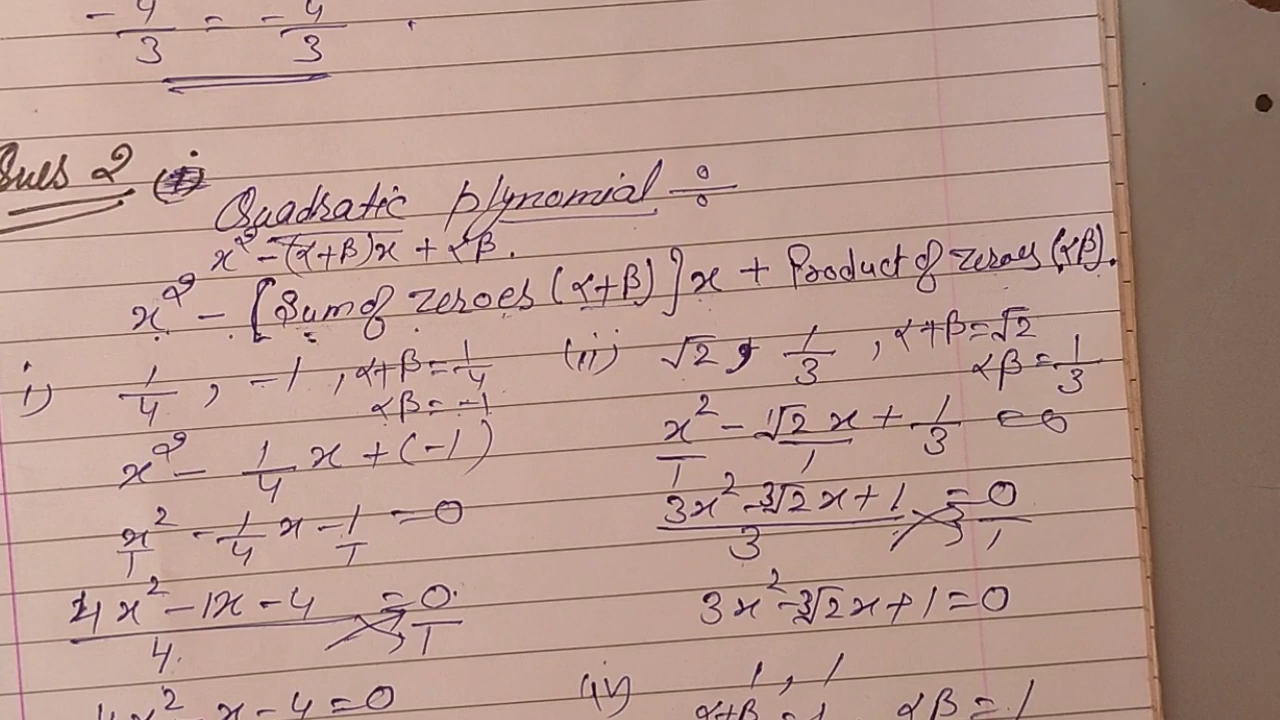 -4/3 = -4/3
Ques 2
Quadratic plynomial ÷
x² - (α+β)x + αβ.
x² - [Sum of zeroes (α+β)]x + Product of zeroes (αβ).
i) 1/4, -1, α+β = 1/4
αβ = -1
x² - 1/4 x + (-1)
x²/1 - 1/4 x - 1/1 = 0
4x² - 1x - 4 / 4 = 0/1
4x² - x - 4 = 0
(ii) √2, 1/3, α+β = √2
αβ = 1/3
x²/1 - √2 x/1 + 1/3 = 0
3x² - 3√2x + 1 / 3 = 0/1
3x² - 3√2x + 1 = 0
(iv) 1, 1
α+β = 1 αβ = 1